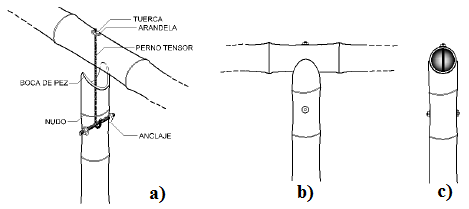 TUERCA
ARANDELA
PERNO TENSOR
BOCA DE PEZ
NUDO
ANCLAJE
a)
b)
c)